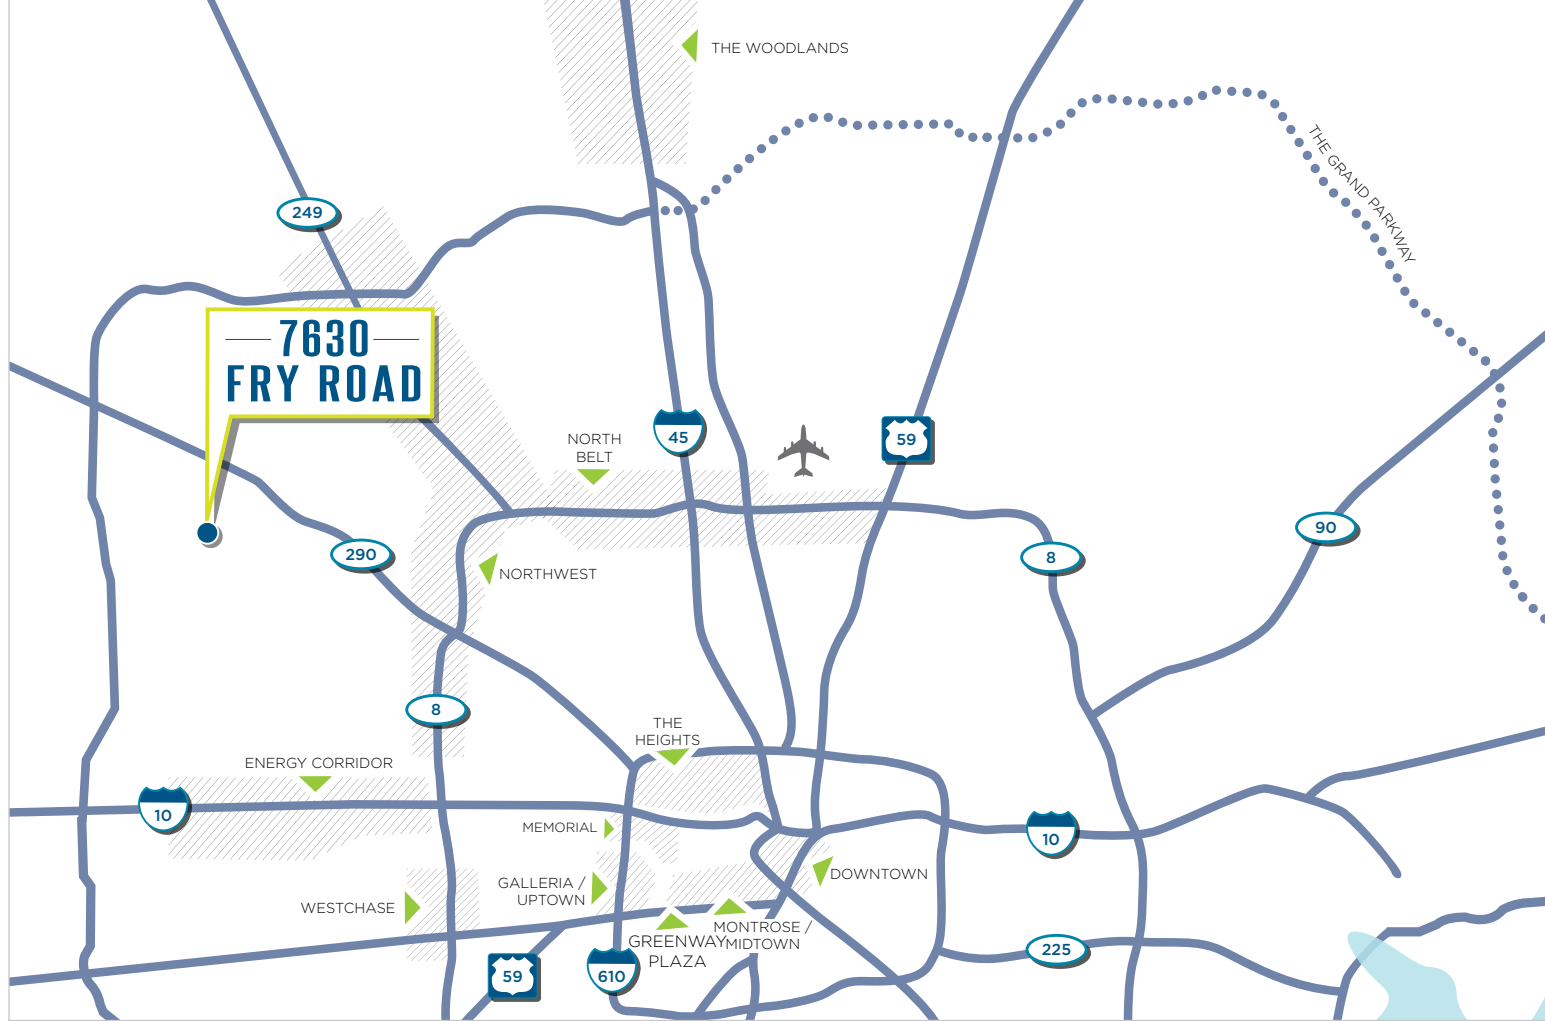 THE WOODLANDS
THE GRAND PARKWAY
249
7630
FRY ROAD
NORTH
BELT
45
59
290
NORTHWEST
8
90
8
THE
HEIGHTS
ENERGY CORRIDOR
10
MEMORIAL
10
DOWNTOWN
GALLERIA /
UPTOWN
WESTCHASE
MONTROSE /
MIDTOWN
GREENWAY
PLAZA
225
59
610